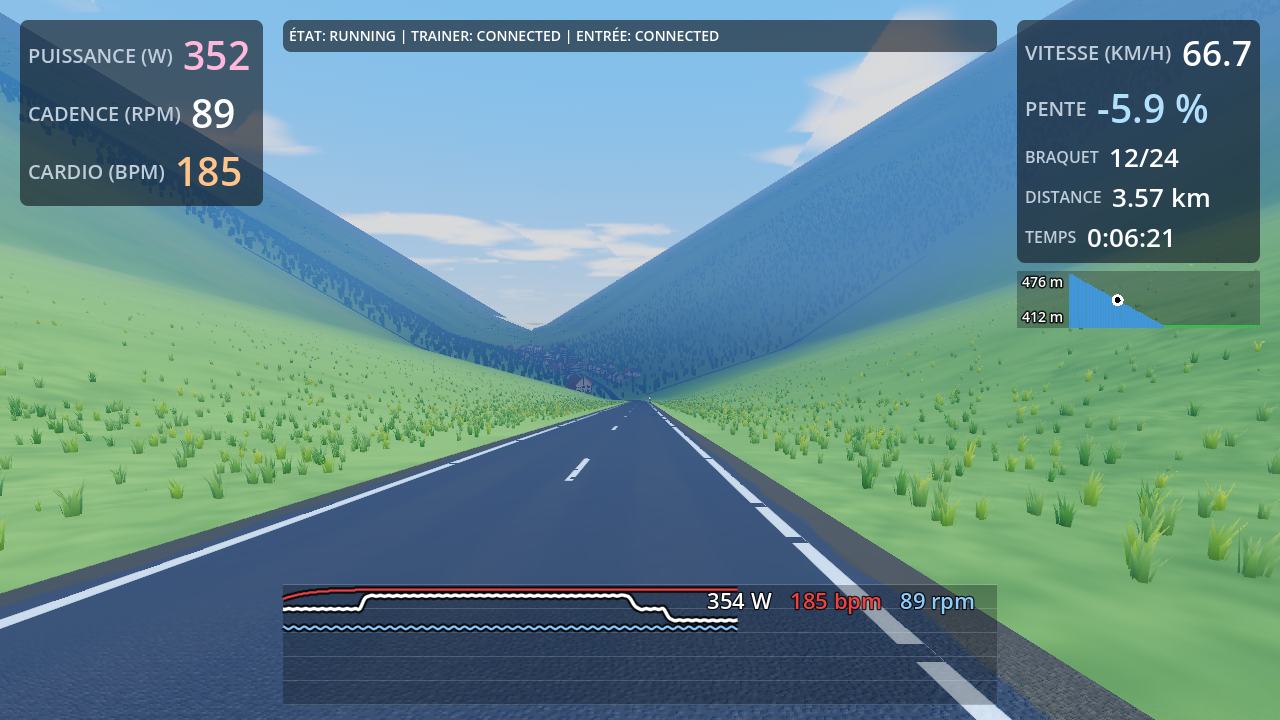 PUISSANCE (W) 352
CADENCE (RPM) 89
CARDIO (BPM) 185
ÉTAT: RUNNING | TRAINER: CONNECTED | ENTRÉE: CONNECTED
VITESSE (KM/H) 66.7
PENTE -5.9 %
BRAQUET 12/24
DISTANCE 3.57 km
TEMPS 0:06:21
476 m
412 m
354 W 185 bpm 89 rpm